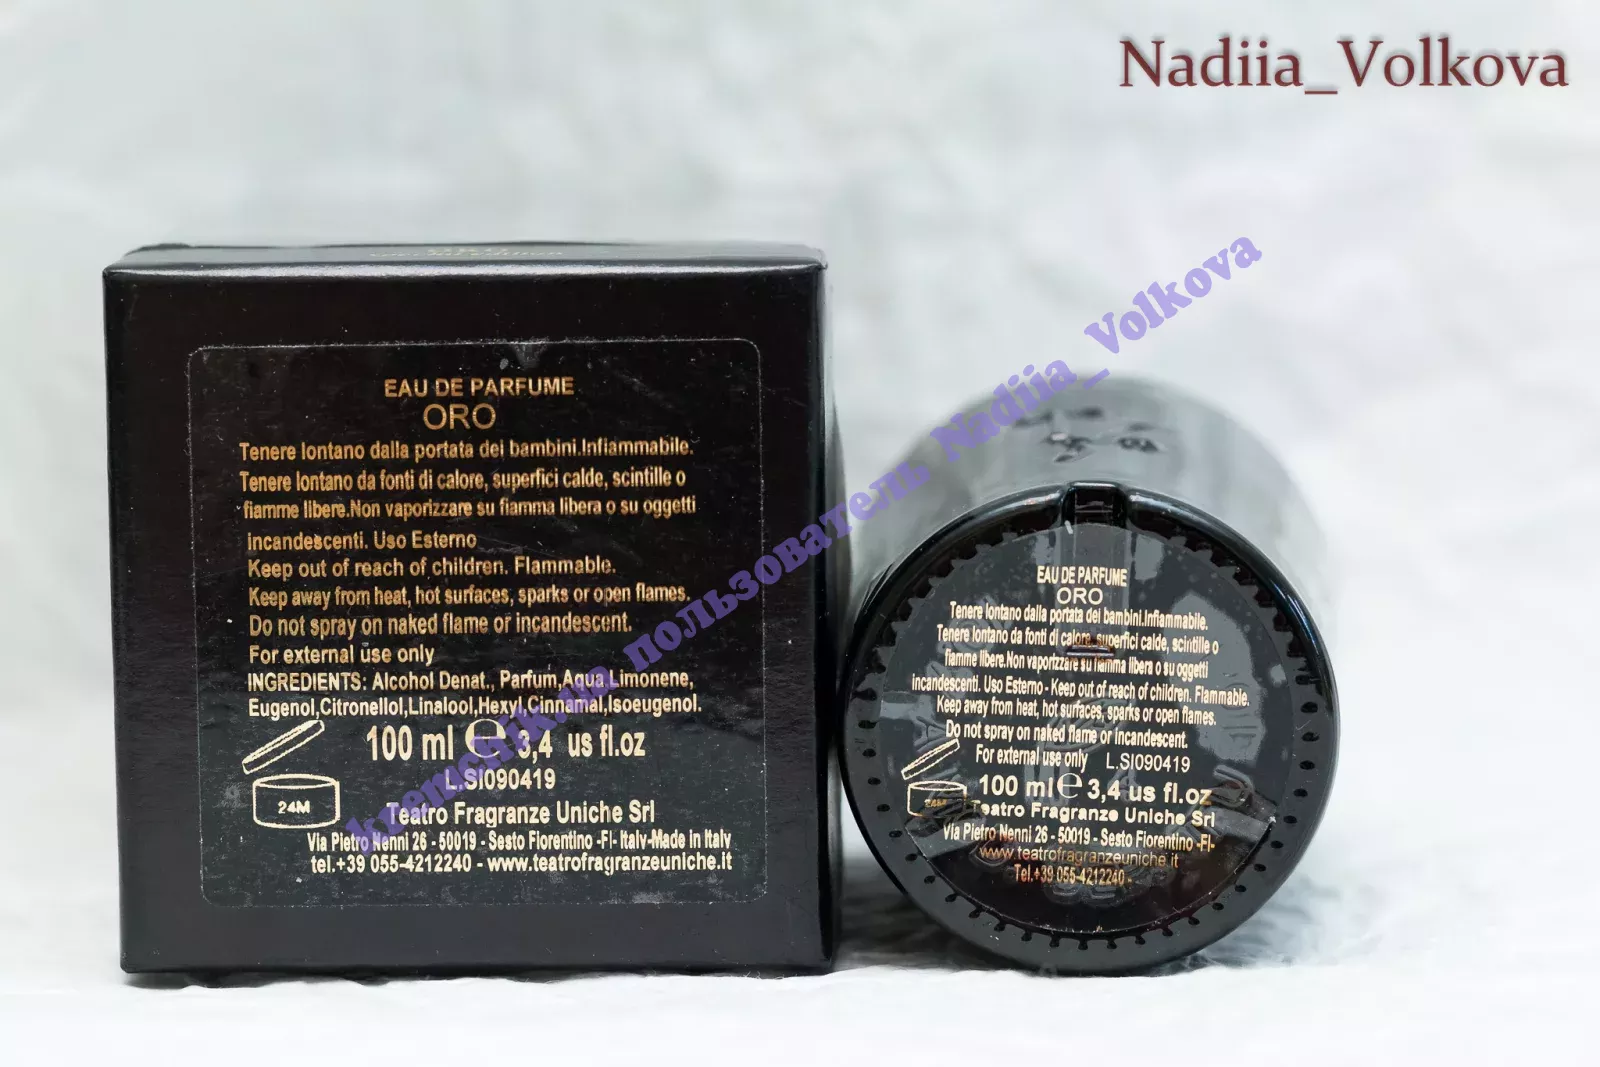 Nadiia_Volkova
special edition
EAU DE PARFUME
ORO
Tenere lontano dalla portata dei bambini.Infiammabile.
Tenere lontano da fonti di calore, superfici calde, scintille o
fiamme libere.Non vaporizzare su fiamma libera o su oggetti
incandescenti. Uso Esterno
Keep out of reach of children. Flammable.
Keep away from heat, hot surfaces, sparks or open flames.
Do not spray on naked flame or incandescent.
For external use only
INGREDIENTS: Alcohol Denat., Parfum,Aqua.Limonene,
Eugenol,Citronellol,Linalool,Hexyl,Cinnamal,Isoeugenol.
100 ml e 3,4 us fl.oz
L.SI090419
24M
Teatro Fragranze Uniche Srl
Via Pietro Nenni 26 - 50019 - Sesto Fiorentino -FI- Italy-Made in Italy
tel.+39 055-4212240 - www.teatrofragranzeuniche.it
EAU DE PARFUME
ORO
Tenere lontano dalla portata dei bambini.Infiammabile.
Tenere lontano da fonti di calore, superfici calde, scintille o
fiamme libere.Non vaporizzare su fiamma libera o su oggetti
incandescenti. Uso Esterno - Keep out of reach of children. Flammable.
Keep away from heat, hot surfaces, sparks or open flames.
Do not spray on naked flame or incandescent.
For external use only L.SI090419
100 ml e 3,4 us fl.oz
24M
Teatro Fragranze Uniche Srl
Via Pietro Nenni 26 - 50019 - Sesto Fiorentino -FI-
www.teatrofragranzeuniche.it
Tel.+39 055-4212240 -
пользователь Nadiia_Volkova